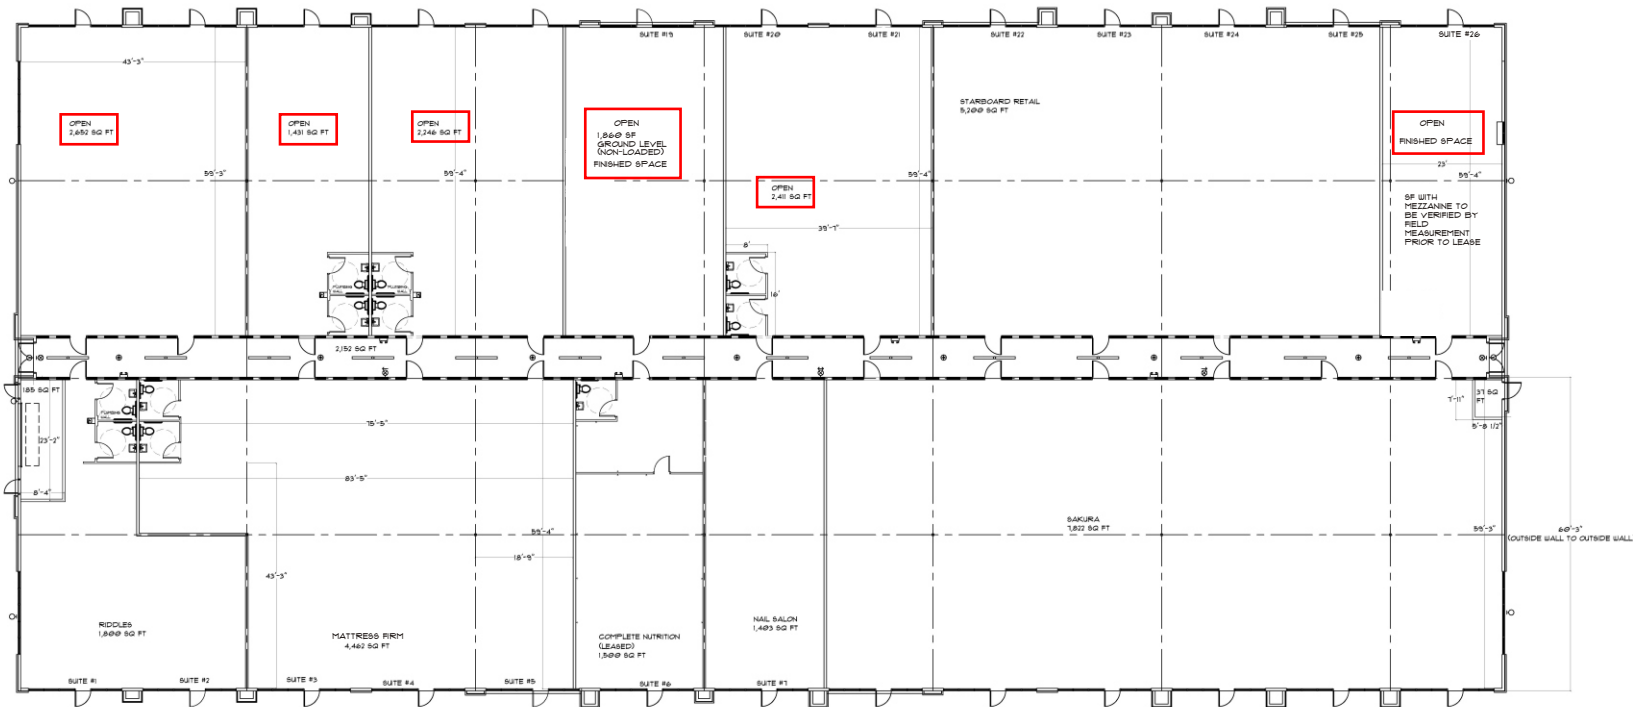 SUITE #19
SUITE #20
SUITE #21
SUITE #22
SUITE #23
SUITE #24
SUITE #25
SUITE #26
43'-3"
OPEN
2,652 SQ FT
OPEN
1,431 SQ FT
OPEN
2,246 SQ FT
OPEN
1,860 SF
GROUND LEVEL
(NON-LOADED)
FINISHED SPACE
STARBOARD RETAIL
5,200 SQ FT
OPEN
FINISHED SPACE
23'
59'-3"
59'-4"
59'-4"
59'-4"
OPEN
2,411 SQ FT
SF WITH
MEZZANINE TO
BE VERIFIED BY
FIELD
MEASUREMENT
PRIOR TO LEASE
39'-7"
8'
16'
PLUMBING
WALL
PLUMBING
WALL
2,152 SQ FT
185 SQ FT
PLUMBING
WALL
37 SQ
FT
7'-11"
5'-8 1/2"
23'-2"
75'-5"
83'-5"
8'-4"
59'-4"
18'-9"
43'-3"
SAKURA
7,822 SQ FT
59'-3"
60'-3"
(OUTSIDE WALL TO OUTSIDE WALL
RIDDLES
1,800 SQ FT
MATTRESS FIRM
4,462 SQ FT
COMPLETE NUTRITION
(LEASED)
1,500 SQ FT
NAIL SALON
1,403 SQ FT
SUITE #1
SUITE #2
SUITE #3
SUITE #4
SUITE #5
SUITE #6
SUITE #7